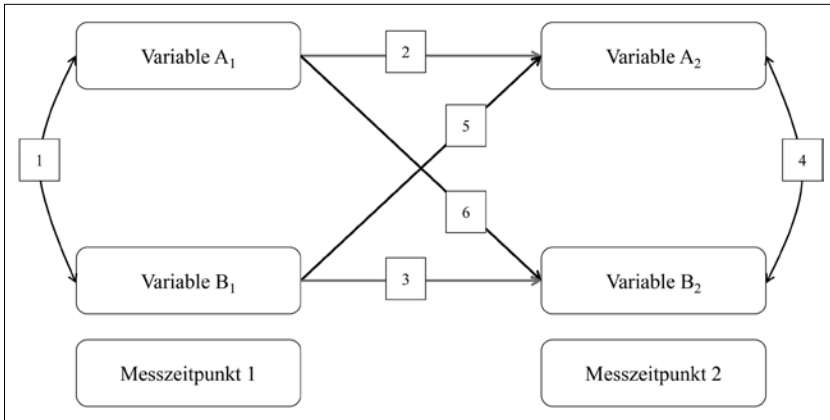 Variable A₁
2
Variable A₂
5
1
4
6
Variable B₁
3
Variable B₂
Messzeitpunkt 1
Messzeitpunkt 2